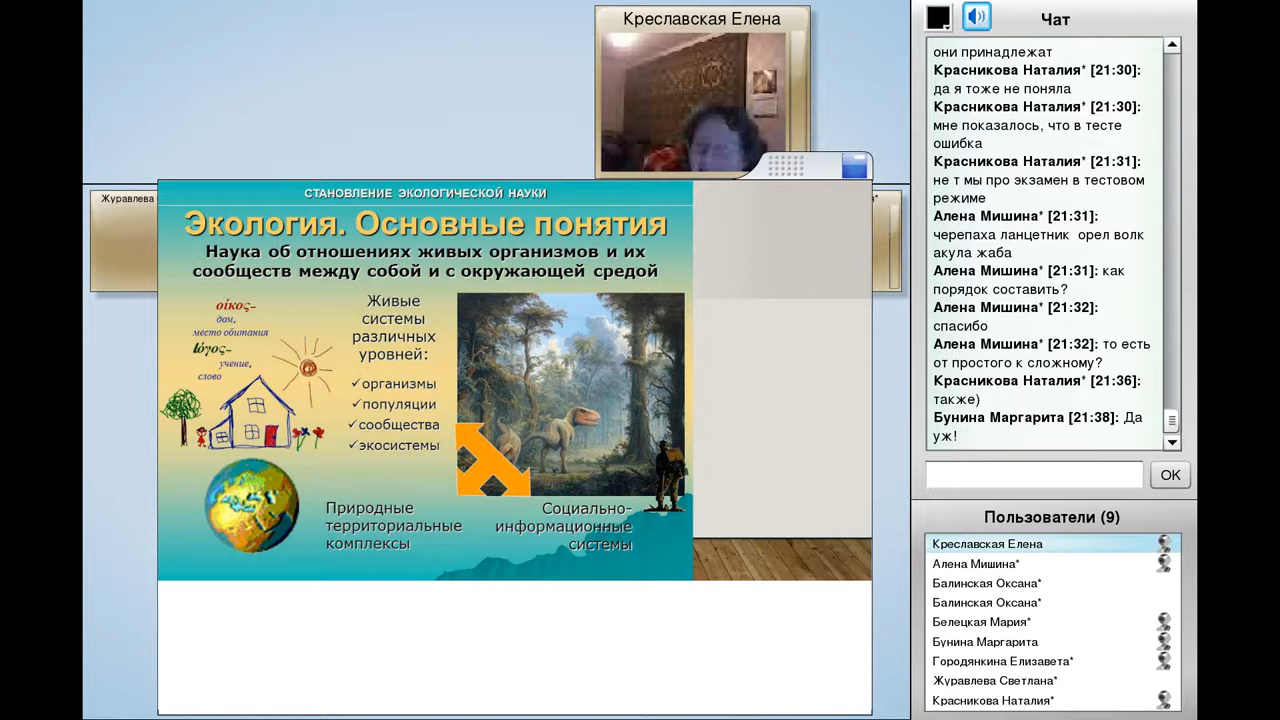 Креславская Елена
Журавлева
*
СТАНОВЛЕНИЕ ЭКОЛОГИЧЕСКОЙ НАУКИ
Экология. Основные понятия
Наука об отношениях живых организмов и их
сообществ между собой и с окружающей средой
οίκος–
дом,
место обитания
λόγος–
учение,
слово
Живые
системы
различных
уровней:
✓организмы
✓популяции
✓сообщества
✓экосистемы
Природные
территориальные
комплексы
Социально-
информационные
системы
Чат
они принадлежат
Красникова Наталия* [21:30]:
да я тоже не поняла
Красникова Наталия* [21:30]:
мне показалось, что в тесте
ошибка
Красникова Наталия* [21:31]:
не т мы про экзамен в тестовом
режиме
Алена Мишина* [21:31]:
черепаха ланцетник орел волк
акула жаба
Алена Мишина* [21:31]: как
порядок составить?
Алена Мишина* [21:32]:
спасибо
Алена Мишина* [21:32]: то есть
от простого к сложному?
Красникова Наталия* [21:36]:
также)
Бунина Маргарита [21:38]: Да
уж!
OK
Пользователи (9)
Креславская Елена
Алена Мишина*
Балинская Оксана*
Балинская Оксана*
Белецкая Мария*
Бунина Маргарита
Городянкина Елизавета*
Журавлева Светлана*
Красникова Наталия*